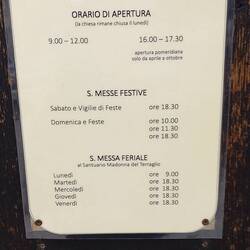 ORARIO DI APERTURA
(la chiesa rimane chiusa il lunedì)
9.00 – 12.00 16.00 – 17.30
apertura pomeridiana
solo da aprile a ottobre
S. MESSE FESTIVE
Sabato e Vigilie di Feste ore 18.30
Domenica e Feste ore 10.00
ore 11.30
ore 18.30
S. MESSA FERIALE
al Santuario Madonna del Terraglio
Lunedì ore 9.00
Martedì ore 18.30
Mercoledì ore 18.30
Giovedì ore 18.30
Venerdì ore 18.30